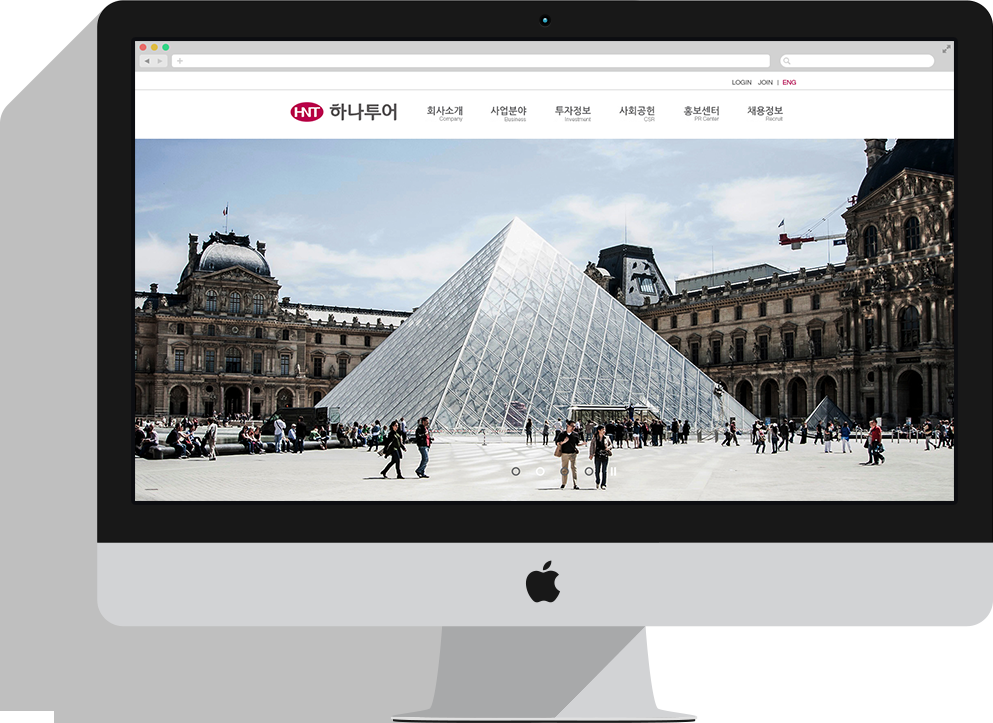 LOGIN JOIN | ENG
HNT 하나투어 회사소개 사업분야 투자정보 사회공헌 홍보센터 채용정보
Company Business Investment CSR PR Center Recruit